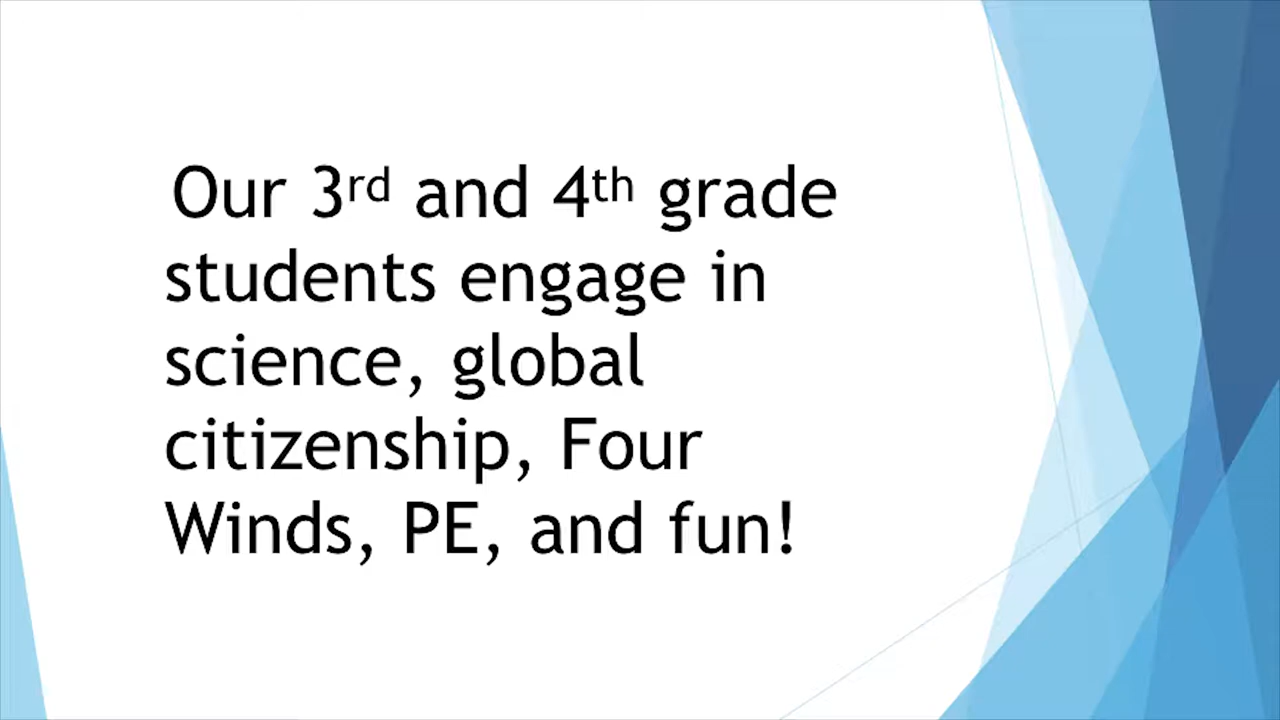 Our 3rd and 4th grade
students engage in
science, global
citizenship, Four
Winds, PE, and fun!